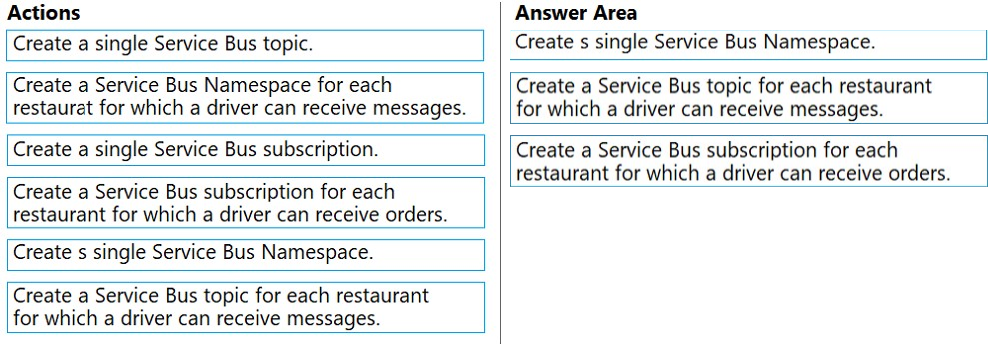 Actions
Create a single Service Bus topic.
Create a Service Bus Namespace for each
restaurat for which a driver can receive messages.
Create a single Service Bus subscription.
Create a Service Bus subscription for each
restaurant for which a driver can receive orders.
Create s single Service Bus Namespace.
Create a Service Bus topic for each restaurant
for which a driver can receive messages.
Answer Area
Create s single Service Bus Namespace.
Create a Service Bus topic for each restaurant
for which a driver can receive messages.
Create a Service Bus subscription for each
restaurant for which a driver can receive orders.